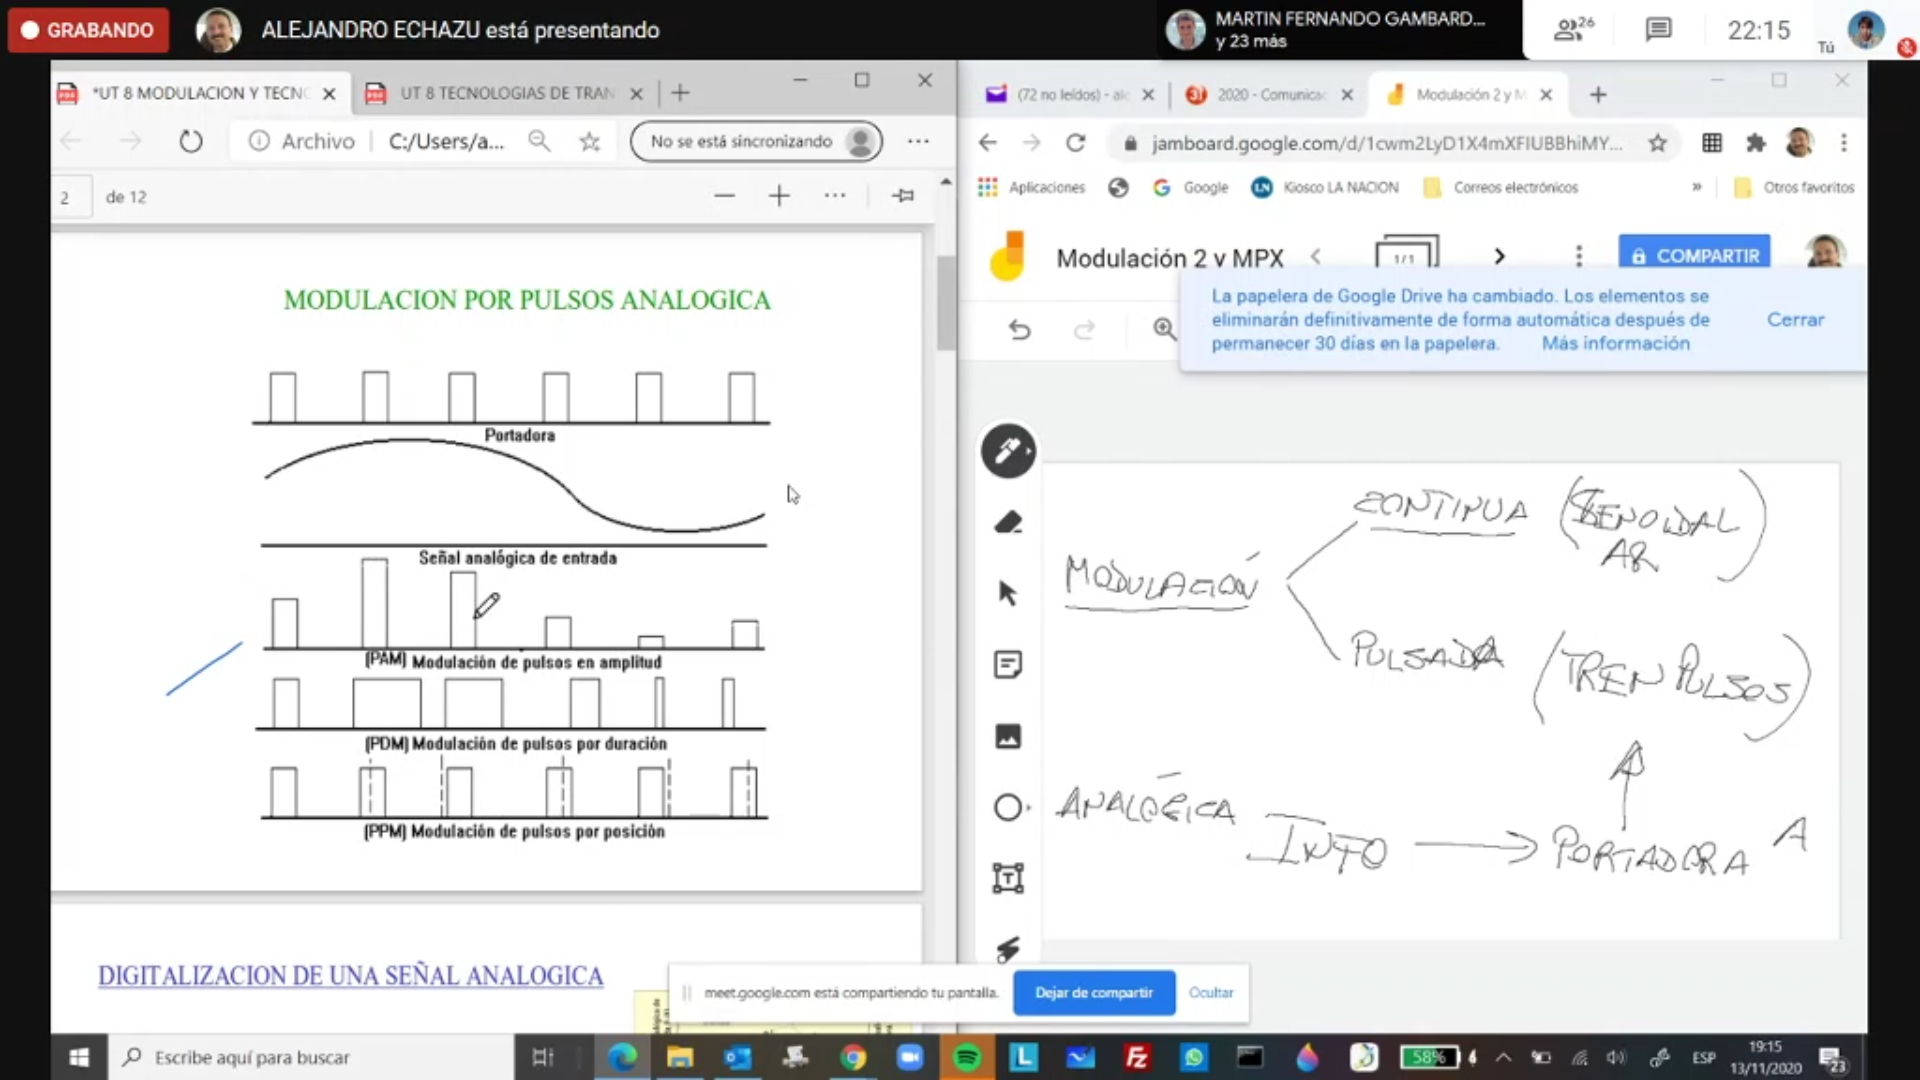 GRABANDO
ALEJANDRO ECHAZU está presentando
MARTIN FERNANDO GAMBARD...
y 23 más
26
22:15
Tú
*UT 8 MODULACION Y TECNO
UT 8 TECNOLOGIAS DE TRAN
Archivo
C:/Users/a...
No se está sincronizando
2
de 12
MODULACION POR PULSOS ANALOGICA
Portadora
Señal analógica de entrada
(PAM) Modulación de pulsos en amplitud
(PDM) Modulación de pulsos por duración
(PPM) Modulación de pulsos por posición
DIGITALIZACION DE UNA SEÑAL ANALOGICA
(72 no leídos) - ale
2020 - Comunicac
Modulación 2 y M
jamboard.google.com/d/1cwm2LyD1X4mXFIUBBhiMY...
Aplicaciones
Google
LN
Kiosco LA NACION
Correos electrónicos
»
Otros favoritos
Modulación 2 y MPX
1/1
COMPARTIR
La papelera de Google Drive ha cambiado. Los elementos se
eliminarán definitivamente de forma automática después de
permanecer 30 días en la papelera. Más información
Cerrar
MODULACIÓN
CONTINUA (SENOIDAL
AR)
PULSADA (TREN PULSOS)
ANALÓGICA
INFO → PORTADORA A
meet.google.com está compartiendo tu pantalla.
Dejar de compartir
Ocultar
Escribe aquí para buscar
58%
ESP
19:15
13/11/2020
23